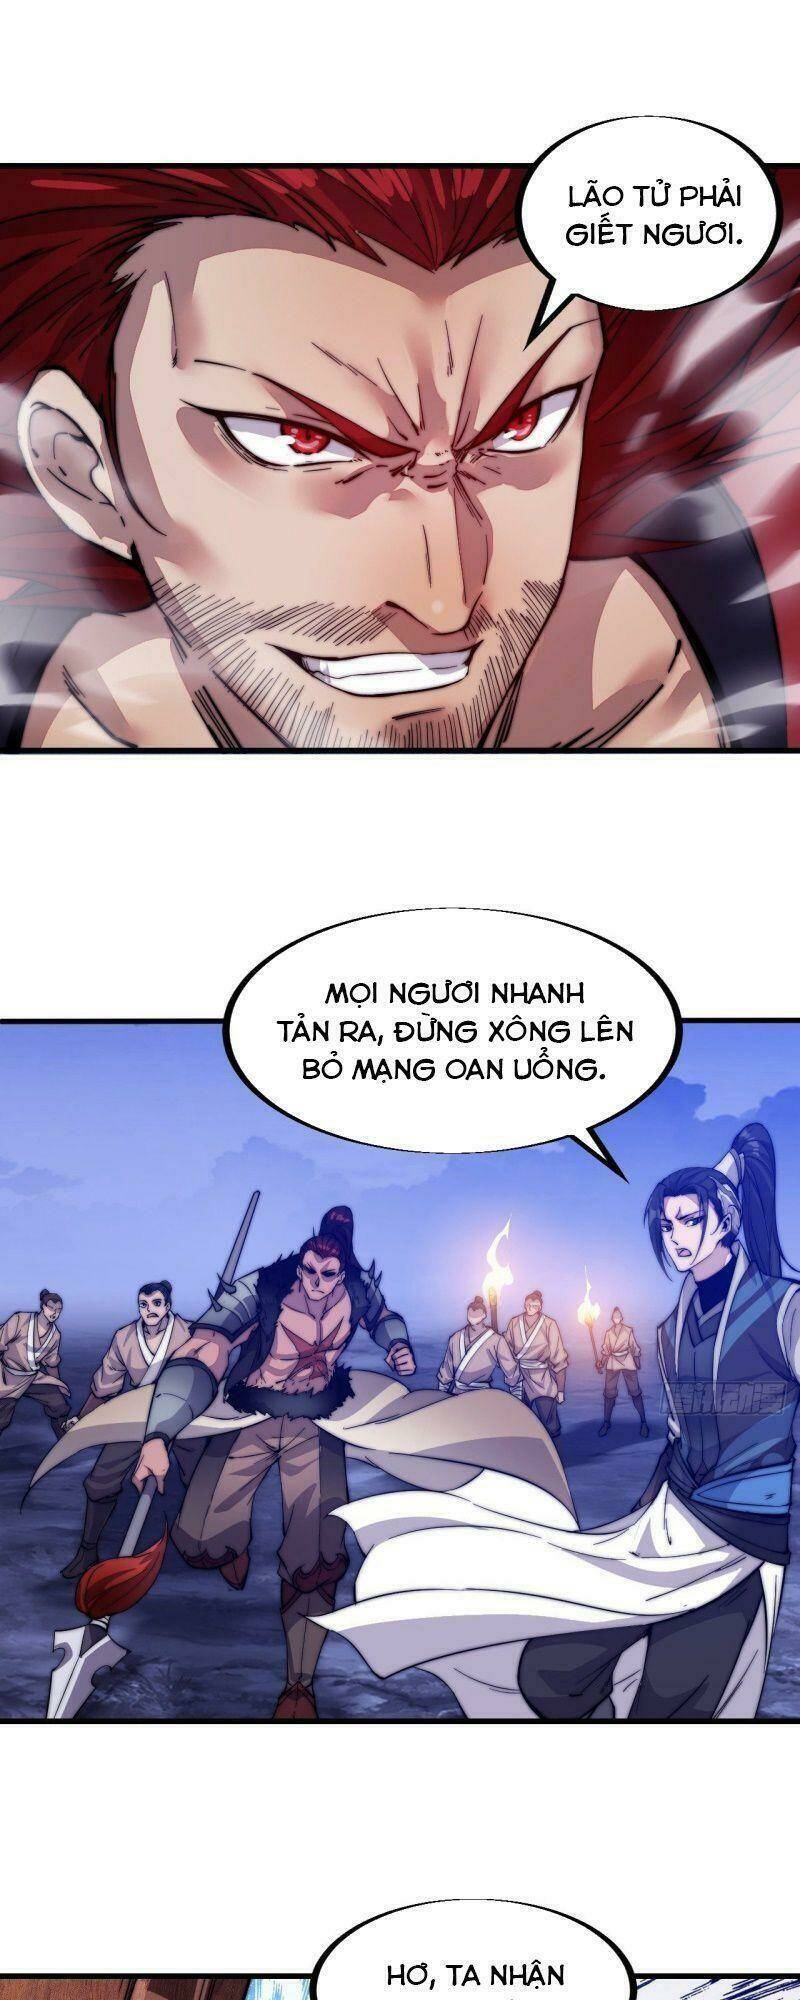 LÃO TỬ PHẢI
GIẾT NGƯƠI.
MỌI NGƯƠI NHANH
TẢN RA, ĐỪNG XÔNG LÊN
BỎ MẠNG OAN UỔNG.
HƠ, TA NHẬN